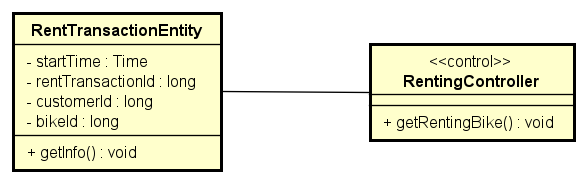 RentTransactionEntity
- startTime : Time
- rentTransactionId : long
- customerId : long
- bikeId : long
+ getInfo() : void
<<control>>
RentingController
+ getRentingBike() : void